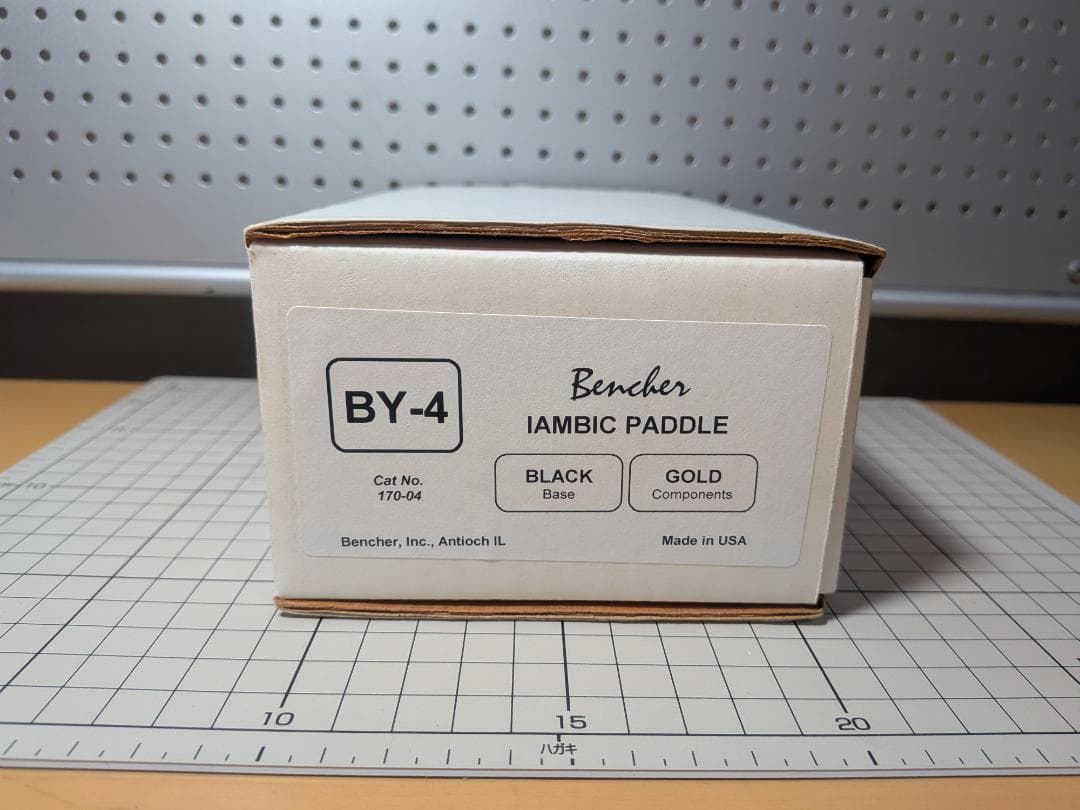 BY-4
Bencher
IAMBIC PADDLE
Cat No.
170-04
BLACK
Base
GOLD
Components
Bencher, Inc., Antioch IL
Made in USA
10
10
15
20
ハガキ